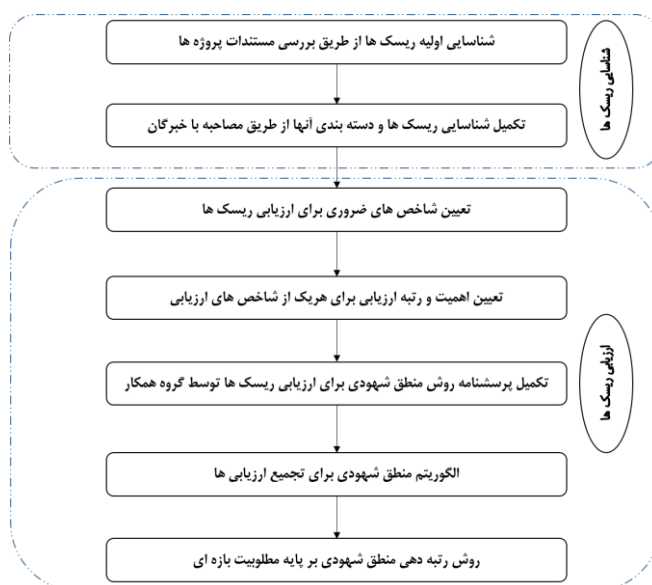 شناسایی اولیه ریسک ها از طریق بررسی مستندات پروژه ها
شناسایی ریسک ها
تکمیل شناسایی ریسک ها و دسته بندی آنها از طریق مصاحبه با خبرگان
تعیین شاخص های ضروری برای ارزیابی ریسک ها
تعیین اهمیت و رتبه ارزیابی برای هریک از شاخص های ارزیابی
ارزیابی ریسک ها
تکمیل پرسشنامه روش منطق شهودی برای ارزیابی ریسک ها توسط گروه همکار
الگوریتم منطق شهودی برای تجمیع ارزیابی ها
روش رتبه دهی منطق شهودی بر پایه مطلوبیت بازه ای